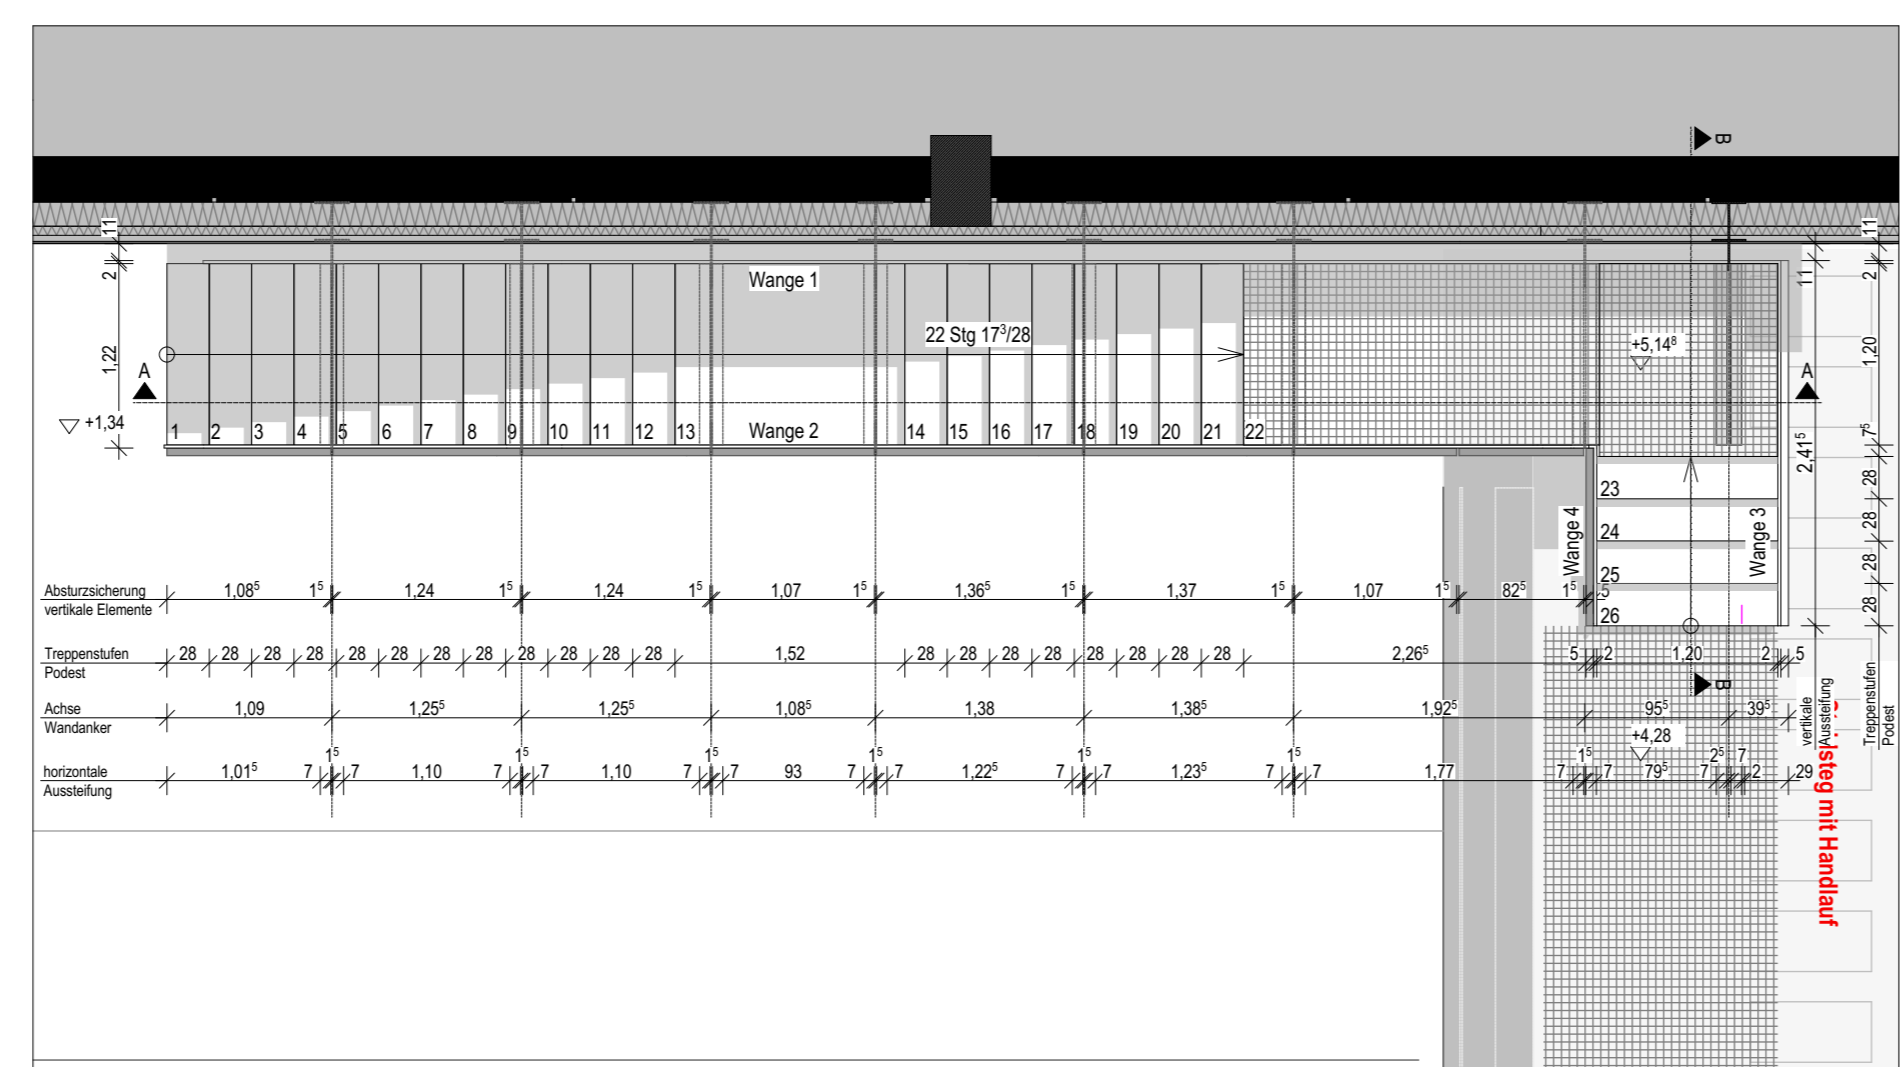 B
11
2
1,22
A
+1,34
Wange 1
22 Stg 17³/28
Wange 2
1 2 3 4 5 6 7 8 9 10 11 12 13 14 15 16 17 18 19 20 21 22
+5,14⁸
A
11
2,41⁵
11
2
1,20
7⁵
28
28
28
28
23
24
25
26
Wange 4
Wange 3
Absturzsicherung
vertikale Elemente
1,08⁵ 1⁵ 1,24 1⁵ 1,24 1⁵ 1,07 1⁵ 1,36⁵ 1⁵ 1,37 1⁵ 1,07 1⁵ 82⁵ 1⁵ 5
Treppenstufen
Podest
28 28 28 28 28 28 28 28 28 28 28 28 1,52 28 28 28 28 28 28 28 28 2,26⁵ 5 2 1,20 2 5
B
Achse
Wandanker
1,09 1,25⁵ 1,25⁵ 1,08⁵ 1,38 1,38⁵ 1,92⁵ 95⁵ 39⁵
+4,28
horizontale
Aussteifung
1,01⁵ 7 1⁵ 7 1,10 7 1⁵ 7 1,10 7 1⁵ 7 93 7 1⁵ 7 1,22⁵ 7 1⁵ 7 1,23⁵ 7 1⁵ 7 1,77 7 1⁵ 7 79⁵ 7 2⁵ 7 2 29
vertikale
Aussteifung
Treppenstufen
Podest
mit Handlauf